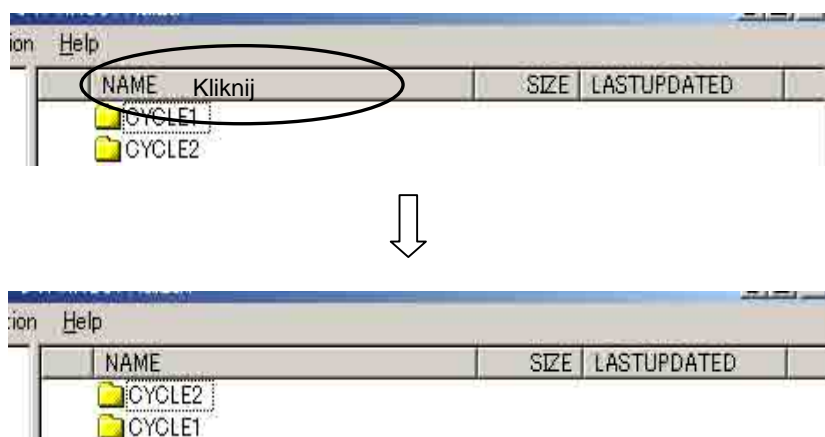 ion Help
NAME Kliknij SIZE LASTUPDATED
CYCLE1
CYCLE2
tion Help
NAME SIZE LASTUPDATED
CYCLE2
CYCLE1